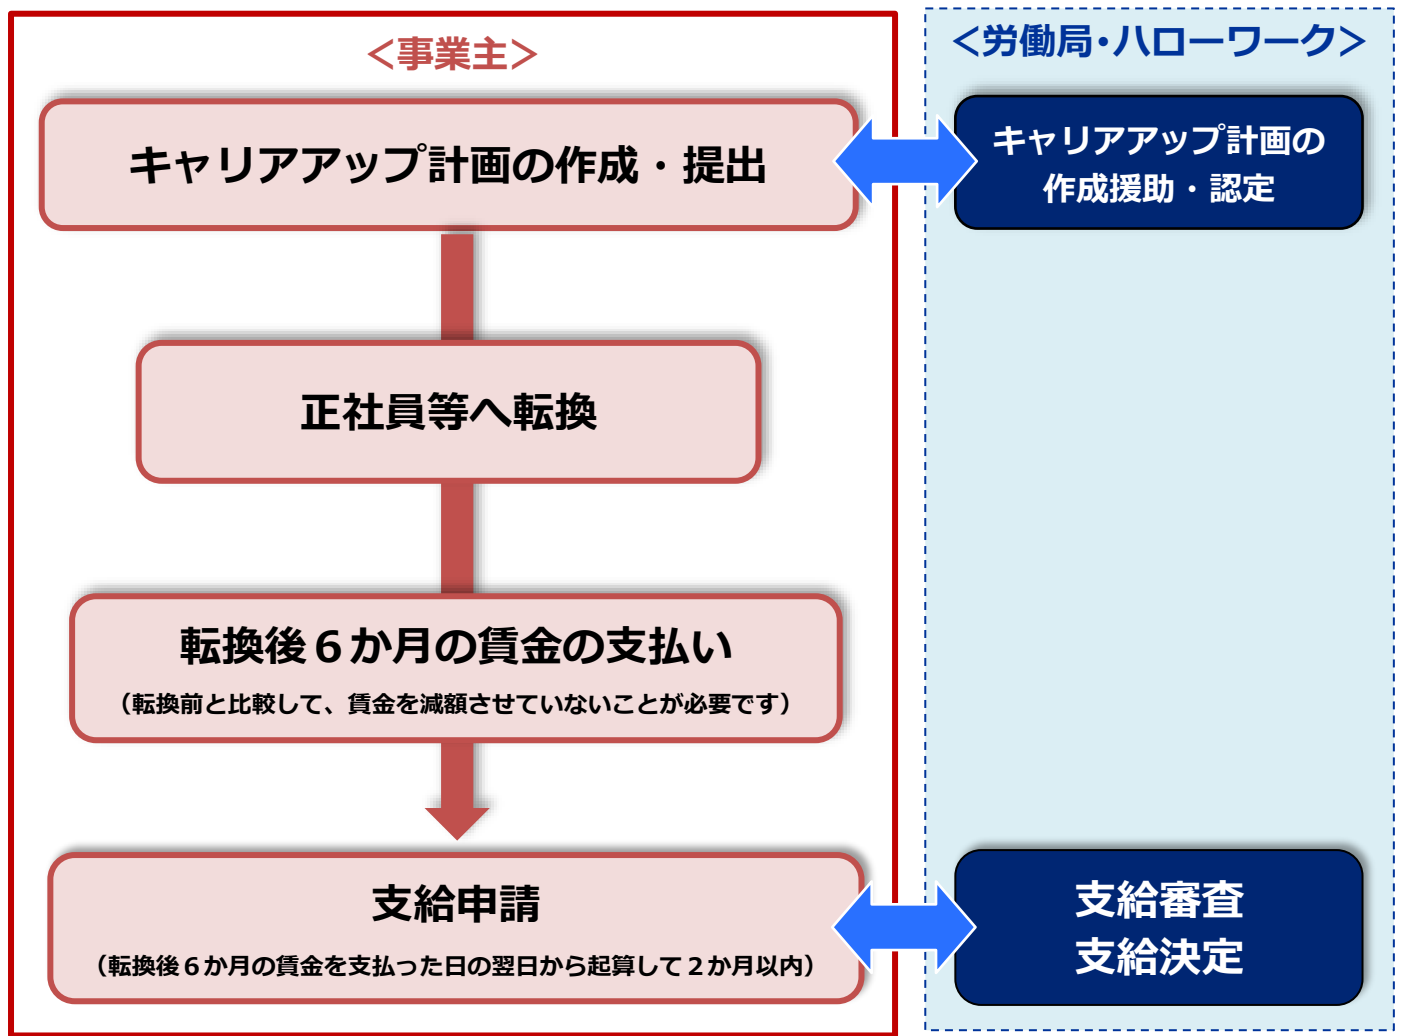 ＜事業主＞
キャリアアップ計画の作成・提出
正社員等へ転換
転換後６か月の賃金の支払い
（転換前と比較して、賃金を減額させていないことが必要です）
支給申請
（転換後６か月の賃金を支払った日の翌日から起算して２か月以内）
＜労働局・ハローワーク＞
キャリアアップ計画の
作成援助・認定
支給審査
支給決定